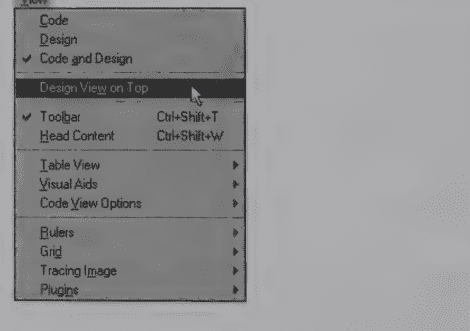 View
Code
Design
Code and Design
Design View on Top
Toolbar Ctrl+Shift+T
Head Content Ctrl+Shift+W
Table View
Visual Aids
Code View Options
Rulers
Grid
Tracing Image
Plugins